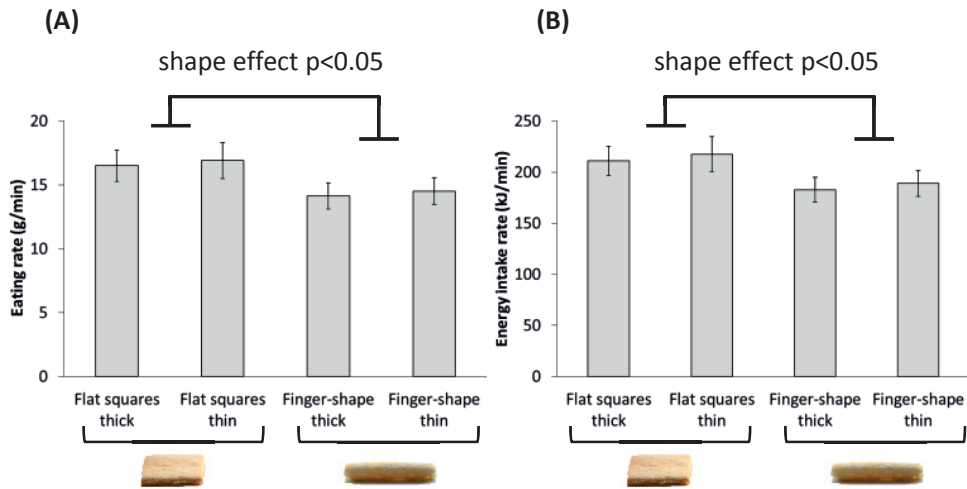 (A)
shape effect p<0.05
Eating rate (g/min)
20
15
10
5
0
Flat squares thick
Flat squares thin
Finger-shape thick
Finger-shape thin
(B)
shape effect p<0.05
Energy intake rate (kJ/min)
250
200
150
100
50
0
Flat squares thick
Flat squares thin
Finger-shape thick
Finger-shape thin